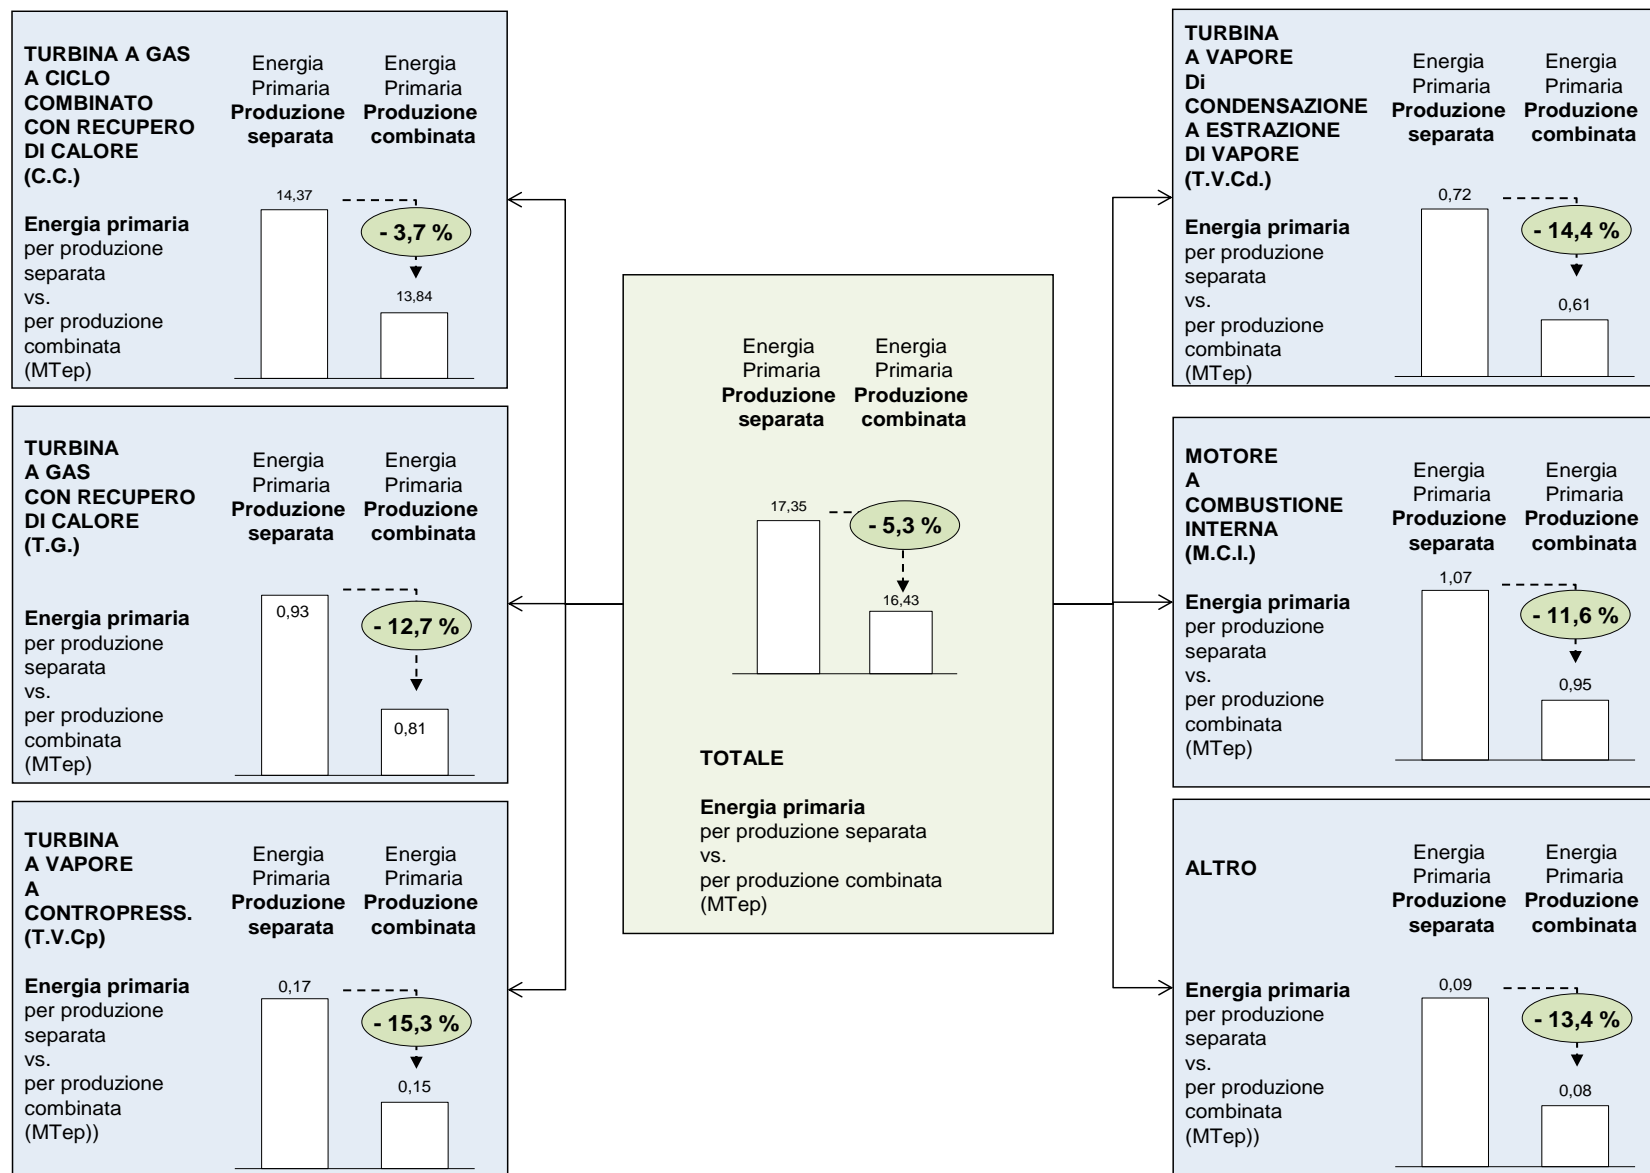 TURBINA A GAS
A CICLO
COMBINATO
CON RECUPERO
DI CALORE
(C.C.)
Energia primaria
per produzione
separata
vs.
per produzione
combinata
(MTep)
Energia
Primaria
Produzione
separata
Energia
Primaria
Produzione
combinata
14,37
- 3,7 %
13,84
TURBINA
A GAS
CON RECUPERO
DI CALORE
(T.G.)
Energia primaria
per produzione
separata
vs.
per produzione
combinata
(MTep)
Energia
Primaria
Produzione
separata
Energia
Primaria
Produzione
combinata
0,93
- 12,7 %
0,81
TURBINA
A VAPORE
A
CONTROPRESS.
(T.V.Cp)
Energia primaria
per produzione
separata
vs.
per produzione
combinata
(MTep))
Energia
Primaria
Produzione
separata
Energia
Primaria
Produzione
combinata
0,17
- 15,3 %
0,15
Energia
Primaria
Produzione
separata
Energia
Primaria
Produzione
combinata
17,35
- 5,3 %
16,43
TOTALE
Energia primaria
per produzione separata
vs.
per produzione combinata
(MTep)
TURBINA
A VAPORE
Di
CONDENSAZIONE
A ESTRAZIONE
DI VAPORE
(T.V.Cd.)
Energia primaria
per produzione
separata
vs.
per produzione
combinata
(MTep)
Energia
Primaria
Produzione
separata
Energia
Primaria
Produzione
combinata
0,72
- 14,4 %
0,61
MOTORE
A
COMBUSTIONE
INTERNA
(M.C.I.)
Energia primaria
per produzione
separata
vs.
per produzione
combinata
(MTep)
Energia
Primaria
Produzione
separata
Energia
Primaria
Produzione
combinata
1,07
- 11,6 %
0,95
ALTRO
Energia primaria
per produzione
separata
vs.
per produzione
combinata
(MTep))
Energia
Primaria
Produzione
separata
Energia
Primaria
Produzione
combinata
0,09
- 13,4 %
0,08